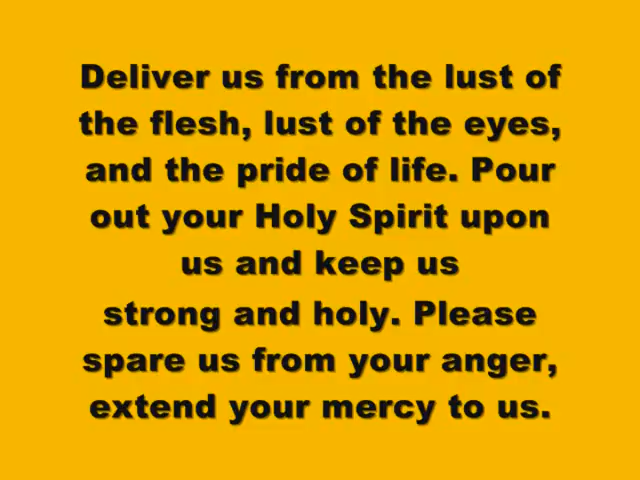 Deliver us from the lust of
the flesh, lust of the eyes,
and the pride of life. Pour
out your Holy Spirit upon
us and keep us
strong and holy. Please
spare us from your anger,
extend your mercy to us.